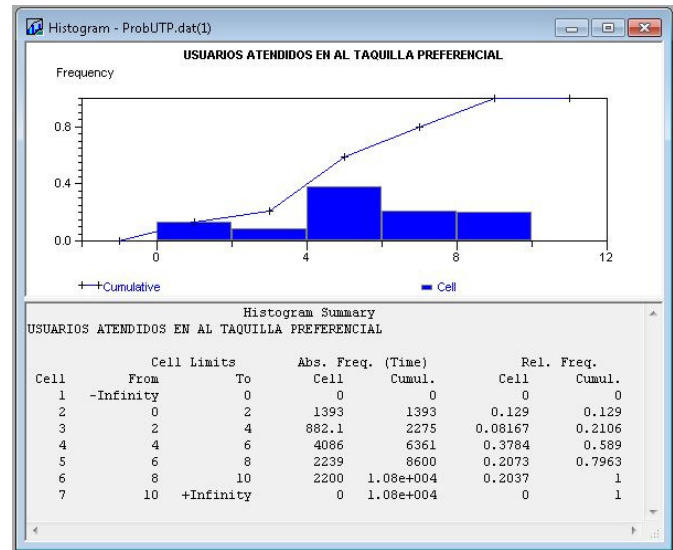 Histogram - ProbUTP.dat(1)
USUARIOS ATENDIDOS EN AL TAQUILLA PREFERENCIAL
Frequency
0.8
0.4
0.0
0 4 8 12
Cumulative Cell
Histogram Summary
USUARIOS ATENDIDOS EN AL TAQUILLA PREFERENCIAL
Cell Limits Abs. Freq. (Time) Rel. Freq.
Cell From To Cell Cumul. Cell Cumul.
1 -Infinity 0 0 0 0 0
2 0 2 1393 1393 0.129 0.129
3 2 4 882.1 2275 0.08167 0.2106
4 4 6 4086 6361 0.3784 0.589
5 6 8 2239 8600 0.2073 0.7963
6 8 10 2200 1.08e+004 0.2037 1
7 10 +Infinity 0 1.08e+004 0 1